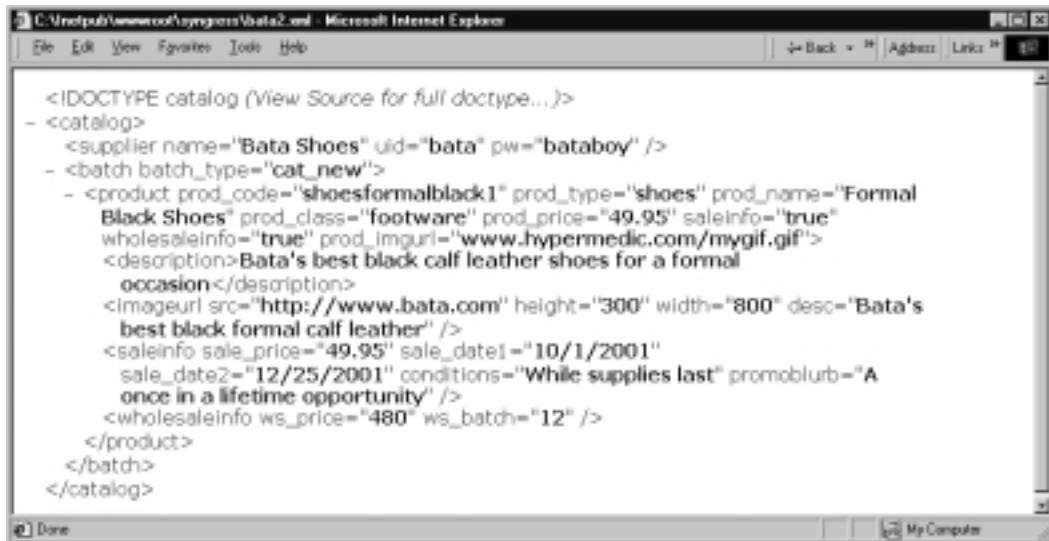 C:\Inetpub\wwwroot\syngress\bata2.xml - Microsoft Internet Explorer
File Edit View Favorites Tools Help
Back Address Links
<!DOCTYPE catalog (View Source for full doctype...)>
- <catalog>
<supplier name="Bata Shoes" uid="bata" pw="bataboy" />
- <batch batch_type="cat_new">
- <product prod_code="shoesformalblack1" prod_type="shoes" prod_name="Formal
Black Shoes" prod_class="footware" prod_price="49.95" saleinfo="true"
wholesaleinfo="true" prod_imgurl="www.hypermedic.com/mygif.gif">
<description>Bata's best black calf leather shoes for a formal
occasion</description>
<imageurl src="http://www.bata.com" height="300" width="800" desc="Bata's
best black formal calf leather" />
<saleinfo sale_price="49.95" sale_date1="10/1/2001"
sale_date2="12/25/2001" conditions="While supplies last" promoblurb="A
once in a lifetime opportunity" />
<wholesaleinfo ws_price="480" ws_batch="12" />
</product>
</batch>
</catalog>
Done My Computer